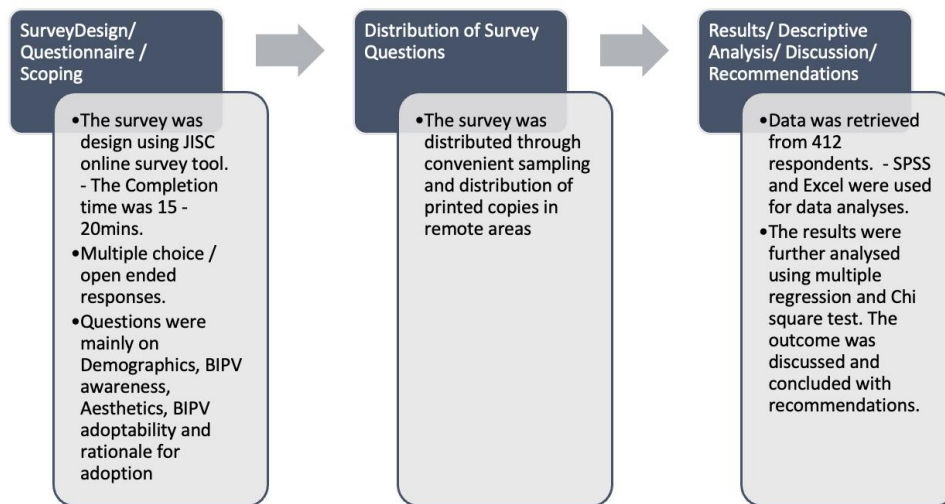 SurveyDesign/
Questionnaire /
Scoping
•The survey was
design using JISC
online survey tool.
- The Completion
time was 15 -
20mins.
•Multiple choice /
open ended
responses.
•Questions were
mainly on
Demographics, BIPV
awareness,
Aesthetics, BIPV
adoptability and
rationale for
adoption
Distribution of Survey
Questions
•The survey was
distributed through
convenient sampling
and distribution of
printed copies in
remote areas
Results/ Descriptive
Analysis/ Discussion/
Recommendations
•Data was retrieved
from 412
respondents.  - SPSS
and Excel were used
for data analyses.
•The results were
further analysed
using multiple
regression and Chi
square test. The
outcome was
discussed and
concluded with
recommendations.